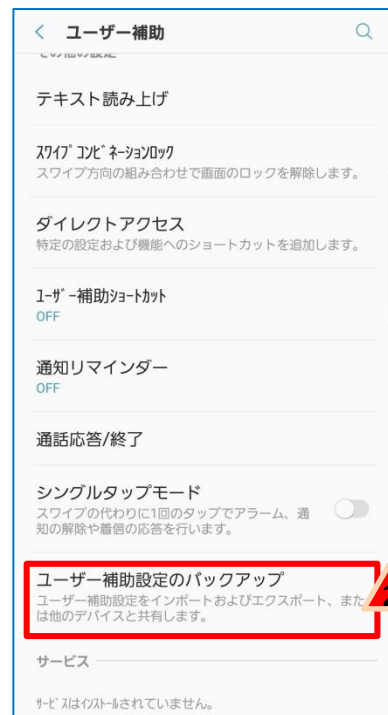 ユーザー補助
その他の設定
テキスト読み上げ
ｽﾜｲﾌﾟ ｺﾝﾋﾞﾈｰｼｮﾝﾛｯｸ
スワイプ方向の組み合わせで画面のロックを解除します。
ダイレクトアクセス
特定の設定および機能へのショートカットを追加します。
ﾕｰｻﾞｰ補助ｼｮｰﾄｶｯﾄ
OFF
通知リマインダー
OFF
通話応答/終了
シングルタップモード
スワイプの代わりに1回のタップでアラーム、通
知の解除や着信の応答を行います。
ユーザー補助設定のバックアップ
ユーザー補助設定をインポートおよびエクスポート、また
は他のデバイスと共有します。
サービス
ｻｰﾋﾞｽはｲﾝｽﾄｰﾙされていません。